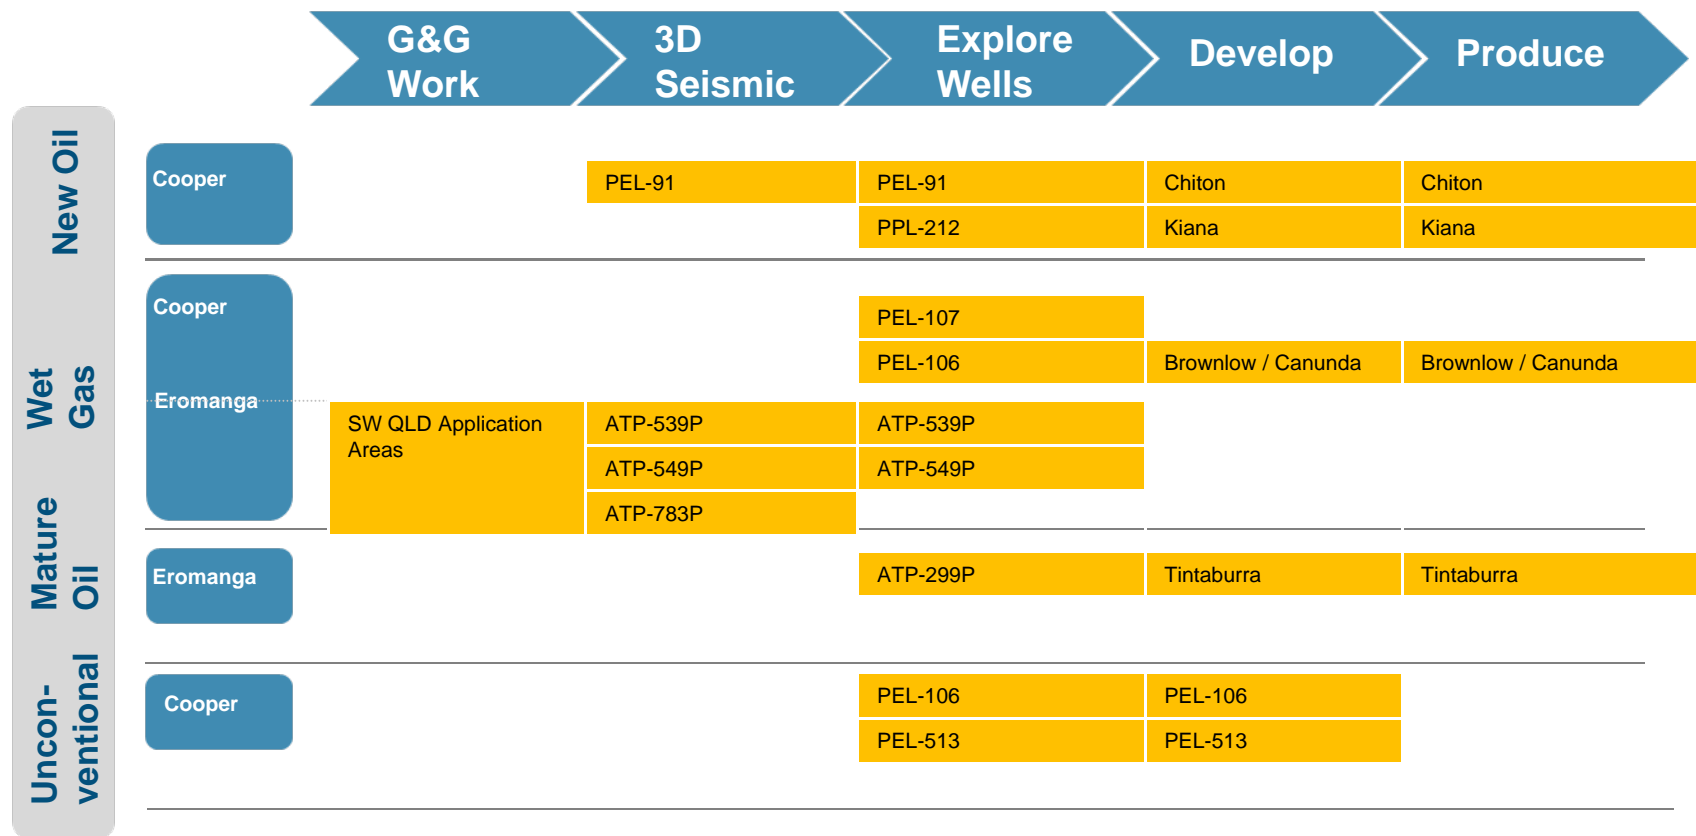 G&G
Work
3D
Seismic
Explore
Wells
Develop
Produce
New Oil
Cooper
PEL-91
PEL-91
Chiton
Chiton
PPL-212
Kiana
Kiana
Wet
Gas
Cooper
PEL-107
PEL-106
Brownlow / Canunda
Brownlow / Canunda
Eromanga
SW QLD Application
Areas
ATP-539P
ATP-539P
ATP-549P
ATP-549P
ATP-783P
Mature
Oil
Eromanga
ATP-299P
Tintaburra
Tintaburra
Uncon-
ventional
Cooper
PEL-106
PEL-106
PEL-513
PEL-513